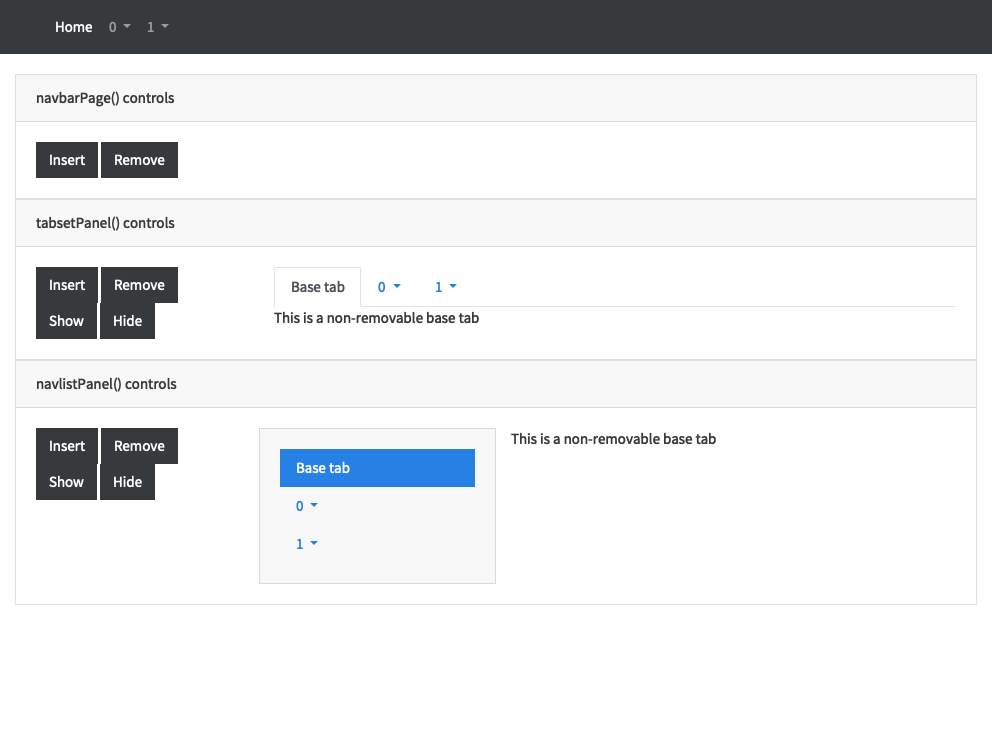 Home 0 1
navbarPage() controls
Insert Remove
tabsetPanel() controls
Insert Remove
Show Hide
Base tab 0 1
This is a non-removable base tab
navlistPanel() controls
Insert Remove
Show Hide
Base tab
0
1
This is a non-removable base tab